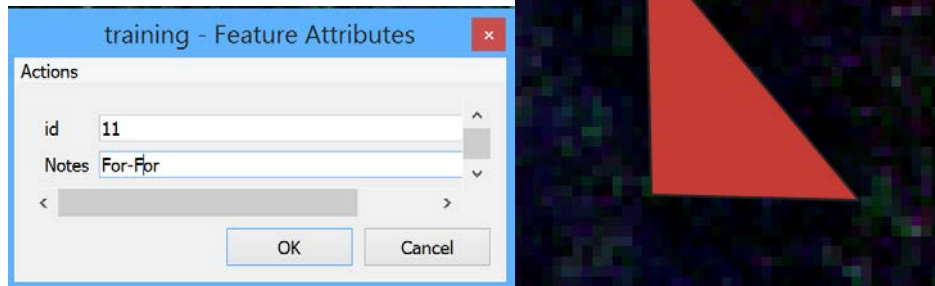 training - Feature Attributes
Actions
id 11
Notes For-For
OK Cancel